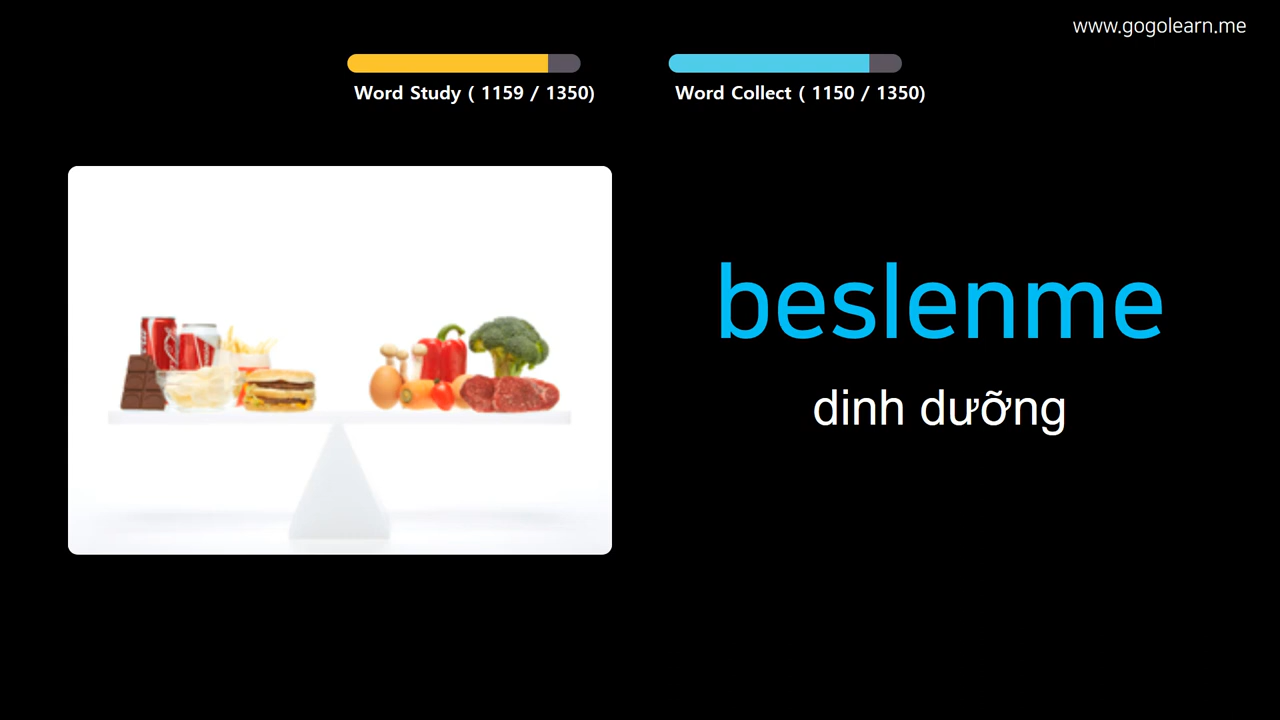 www.gogolearn.me
Word Study ( 1159 / 1350)
Word Collect ( 1150 / 1350)
beslenme
dinh dưỡng